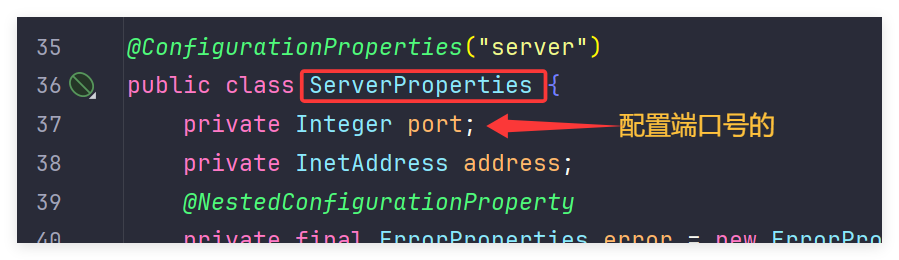 35 @ConfigurationProperties("server")
36 public class ServerProperties {
37 private Integer port; 配置端口号的
38 private InetAddress address;
39 @NestedConfigurationProperty
40 private final ErrorProperties error = new ErrorPro